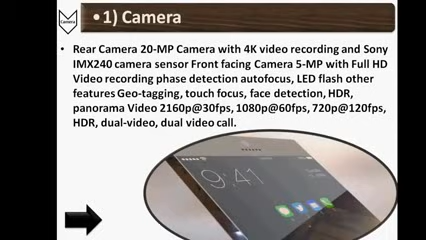 Camera
•1) Camera
• Rear Camera 20-MP Camera with 4K video recording and Sony
IMX240 camera sensor Front facing Camera 5-MP with Full HD
Video recording phase detection autofocus, LED flash other
features Geo-tagging, touch focus, face detection, HDR,
panorama Video 2160p@30fps, 1080p@60fps, 720p@120fps,
HDR, dual-video, dual video call.
9:41